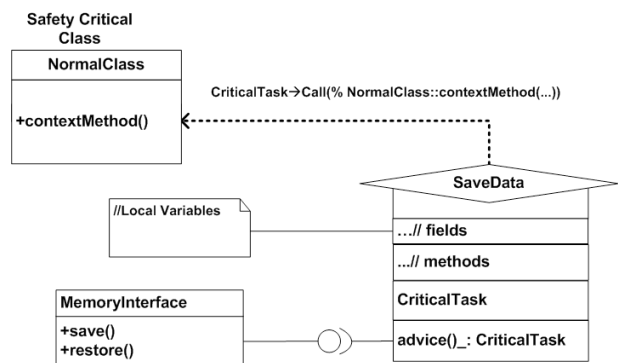 Safety Critical
Class
NormalClass
+contextMethod()
CriticalTask→Call(% NormalClass::contextMethod(...))
SaveData
//Local Variables
...// fields
...// methods
CriticalTask
advice()_: CriticalTask
MemoryInterface
+save()
+restore()